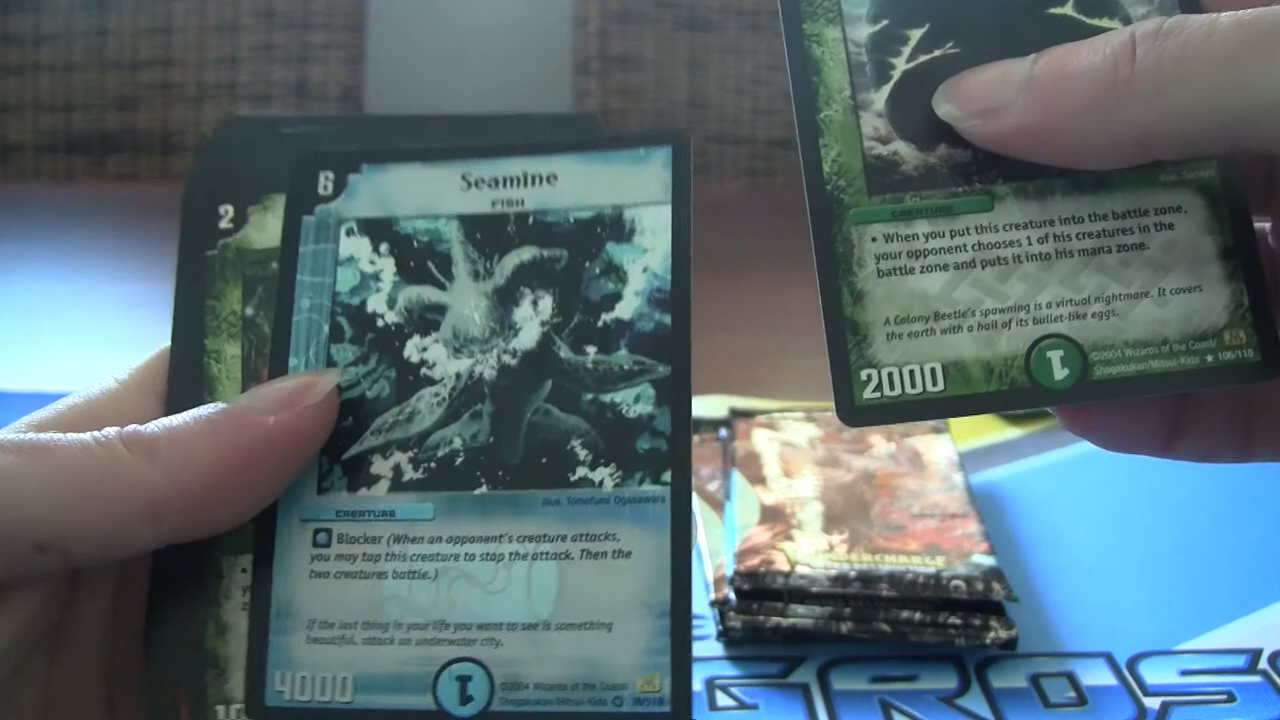 6
Seamine
FISH
illus. Tomofumi Ogasawara
CREATURE
Blocker (When an opponent's creature attacks,
you may tap this creature to stop the attack. Then the
two creatures battle.)
If the last thing in your life you want to see is something
beautiful, attack an underwater city.
4000
1
©2004 Wizards of the Coast/
Shogakukan/Mitsui-Kids
2
CREATURE
• When you put this creature into the battle zone,
your opponent chooses 1 of his creatures in the
battle zone and puts it into his mana zone.
A Colony Beetle's spawning is a virtual nightmare. It covers
the earth with a hail of its bullet-like eggs.
2000
1
©2004 Wizards of the Coast/
Shogakukan/Mitsui-Kids ★ 106/110